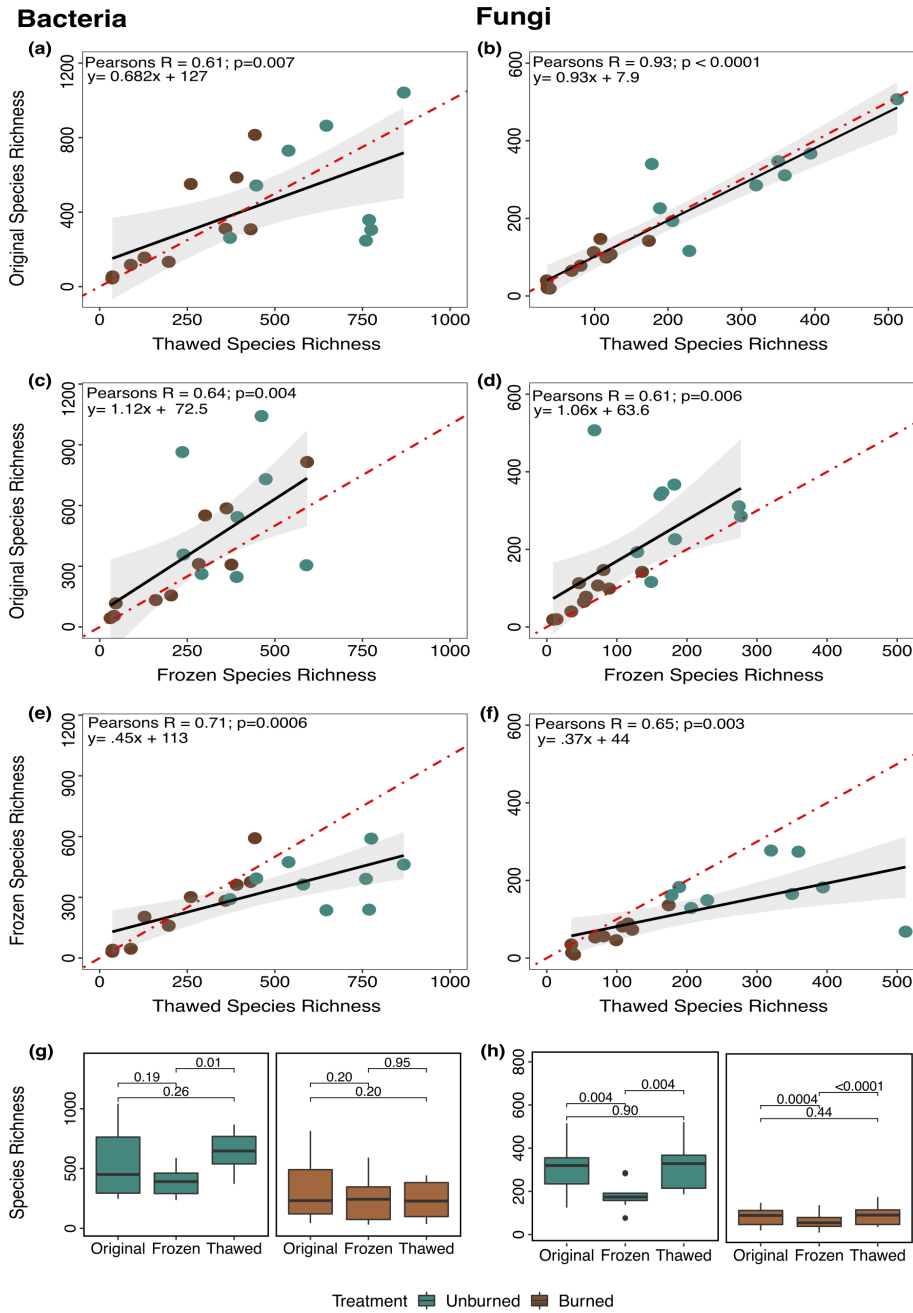 Bacteria
Fungi
(a)
Pearsons R = 0.61; p=0.007
y= 0.682x + 127
Original Species Richness
1200
800
400
0
0 250 500 750 1000
Thawed Species Richness
(b)
Pearsons R = 0.93; p < 0.0001
y= 0.93x + 7.9
600
400
200
0
100 200 300 400 500
Thawed Species Richness
(c)
Pearsons R = 0.64; p=0.004
y= 1.12x + 72.5
Original Species Richness
1200
900
600
300
0
0 250 500 750 1000
Frozen Species Richness
(d)
Pearsons R = 0.61; p=0.006
y= 1.06x + 63.6
600
400
200
0
0 100 200 300 400 500
Frozen Species Richness
(e)
Pearsons R = 0.71; p=0.0006
y= .45x + 113
Frozen Species Richness
1200
900
600
300
0
0 250 500 750 1000
Thawed Species Richness
(f)
Pearsons R = 0.65; p=0.003
y= .37x + 44
600
400
200
0
0 100 200 300 400 500
Thawed Species Richness
(g)
Species Richness
1000
500
0
0.01
0.19
0.26
Original Frozen Thawed
0.95
0.20
0.20
Original Frozen Thawed
(h)
800
600
400
200
0
0.004 0.004
0.90
Original Frozen Thawed
<0.0001
0.0004
0.44
Original Frozen Thawed
Treatment Unburned Burned